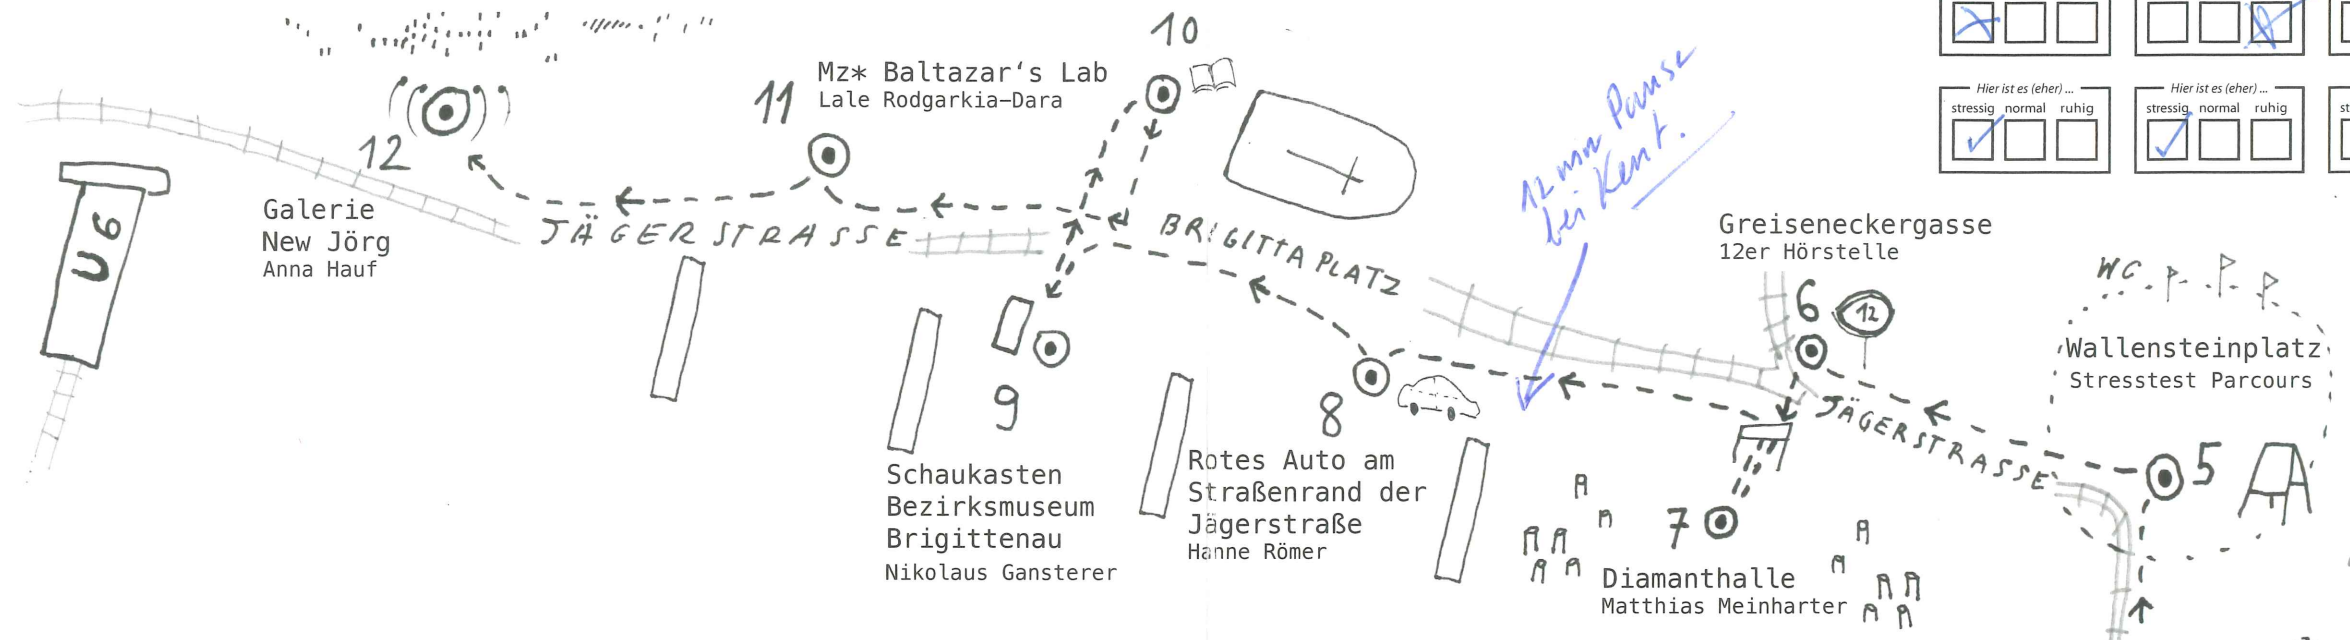 10
Mz* Baltazar‘s Lab
Lale Rodgarkia-Dara
11
12
U6
Galerie
New Jörg
Anna Hauf
JÄGERSTRASSE
BRIGITTAPLATZ
12 min Pause
bei Kent.
Hier ist es (eher) ...
stressig normal ruhig
Hier ist es (eher) ...
stressig normal ruhig
st
Greiseneckergasse
12er Hörstelle
6
12
WC
Wallensteinplatz
Stresstest Parcours
JÄGERSTRASSE
5
9
Schaukasten
Bezirksmuseum
Brigittenau
Nikolaus Gansterer
8
Rotes Auto am
Straßenrand der
Jägerstraße
Hanne Römer
7
Diamanthalle
Matthias Meinharter